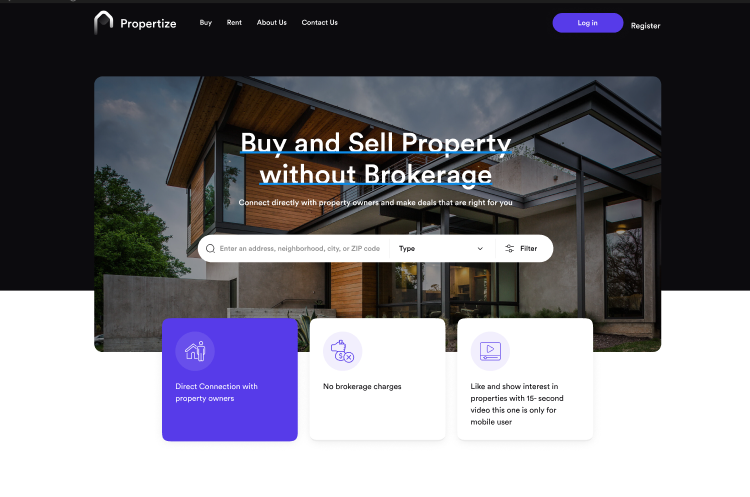 Propertize
Buy
Rent
About Us
Contact Us
Log in
Register
Buy and Sell Property
without Brokerage
Connect directly with property owners and make deals that are right for you
Enter an address, neighborhood, city, or ZIP code
Type
Filter
Direct Connection with
property owners
No brokerage charges
Like and show interest in
properties with 15- second
video this one is only for
mobile user